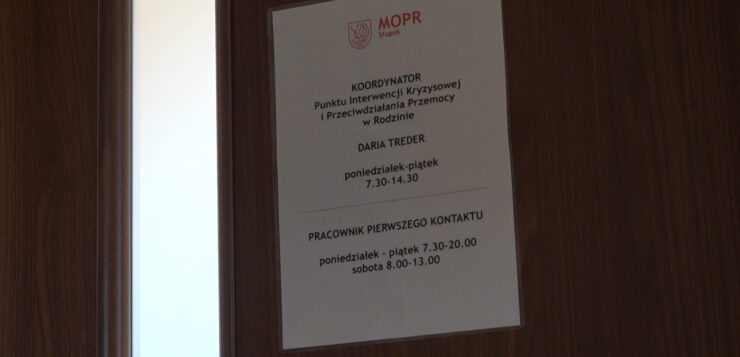 MOPR
Słupsk
KOORDYNATOR
Punktu Interwencji Kryzysowej
i Przeciwdziałania Przemocy
w Rodzinie
DARIA TREDER
poniedziałek-piątek
7.30-14.30
PRACOWNIK PIERWSZEGO KONTAKTU
poniedziałek - piątek 7.30-20.00
sobota 8.00-13.00